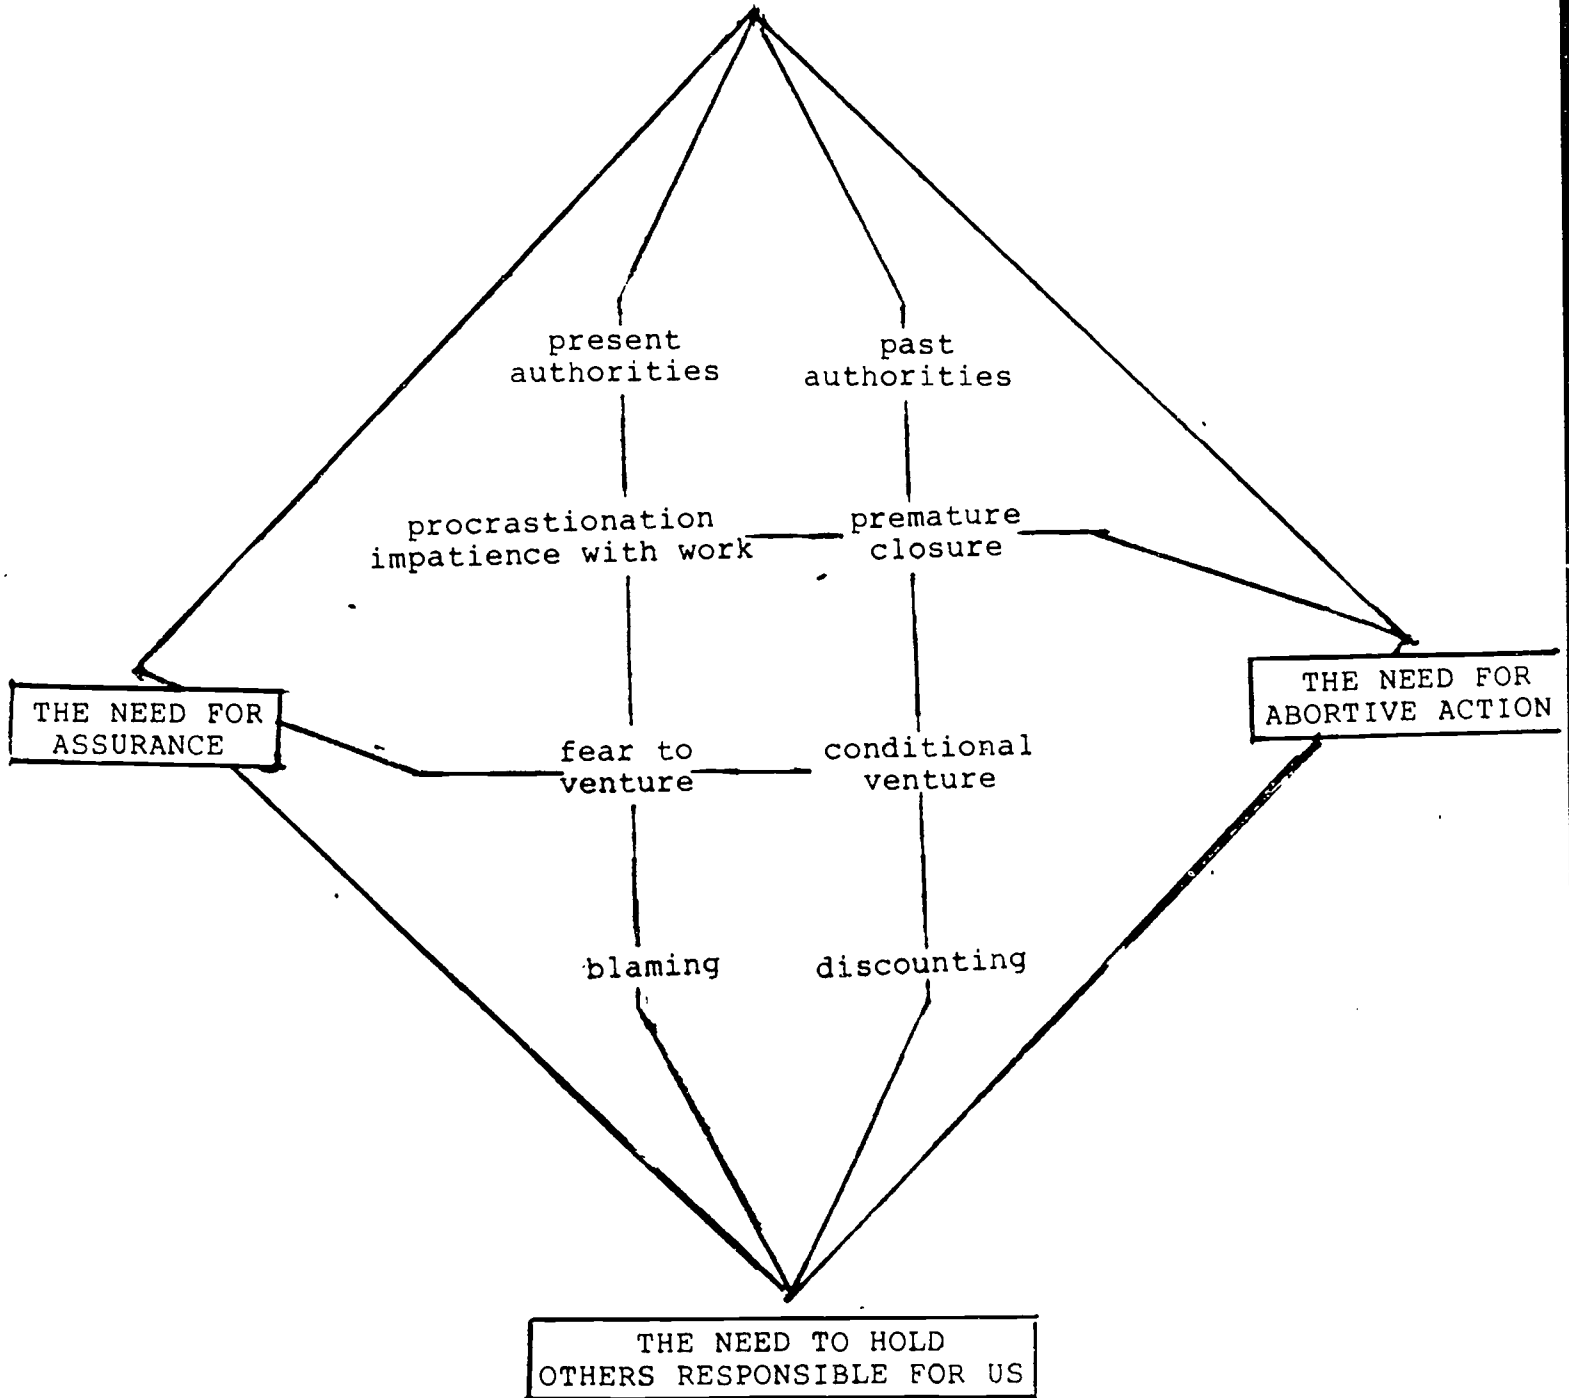 present
authorities
past
authorities
procrastionation
impatience with work
premature
closure
THE NEED FOR
ASSURANCE
THE NEED FOR
ABORTIVE ACTION
fear to
venture
conditional
venture
blaming
discounting
THE NEED TO HOLD
OTHERS RESPONSIBLE FOR US